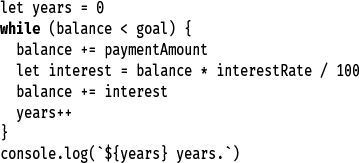 let years = 0
while (balance < goal) {
  balance += paymentAmount
  let interest = balance * interestRate / 100
  balance += interest
  years++
}
console.log(`${years} years.`)